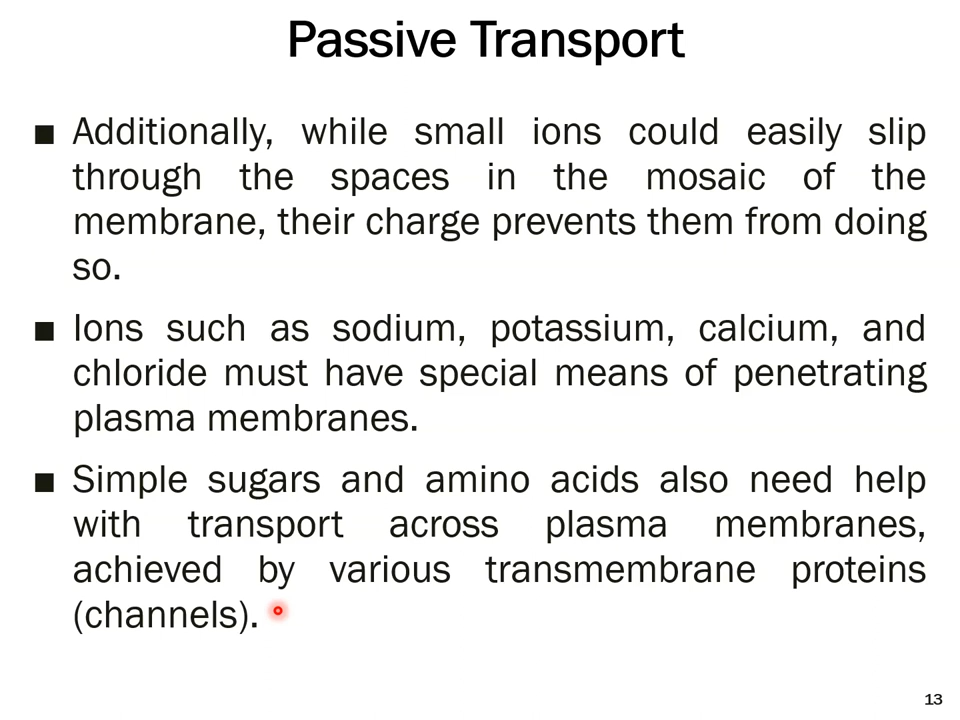 Passive Transport
■ Additionally, while small ions could easily slip
through the spaces in the mosaic of the
membrane, their charge prevents them from doing
so.
■ Ions such as sodium, potassium, calcium, and
chloride must have special means of penetrating
plasma membranes.
■ Simple sugars and amino acids also need help
with transport across plasma membranes,
achieved by various transmembrane proteins
(channels).
13